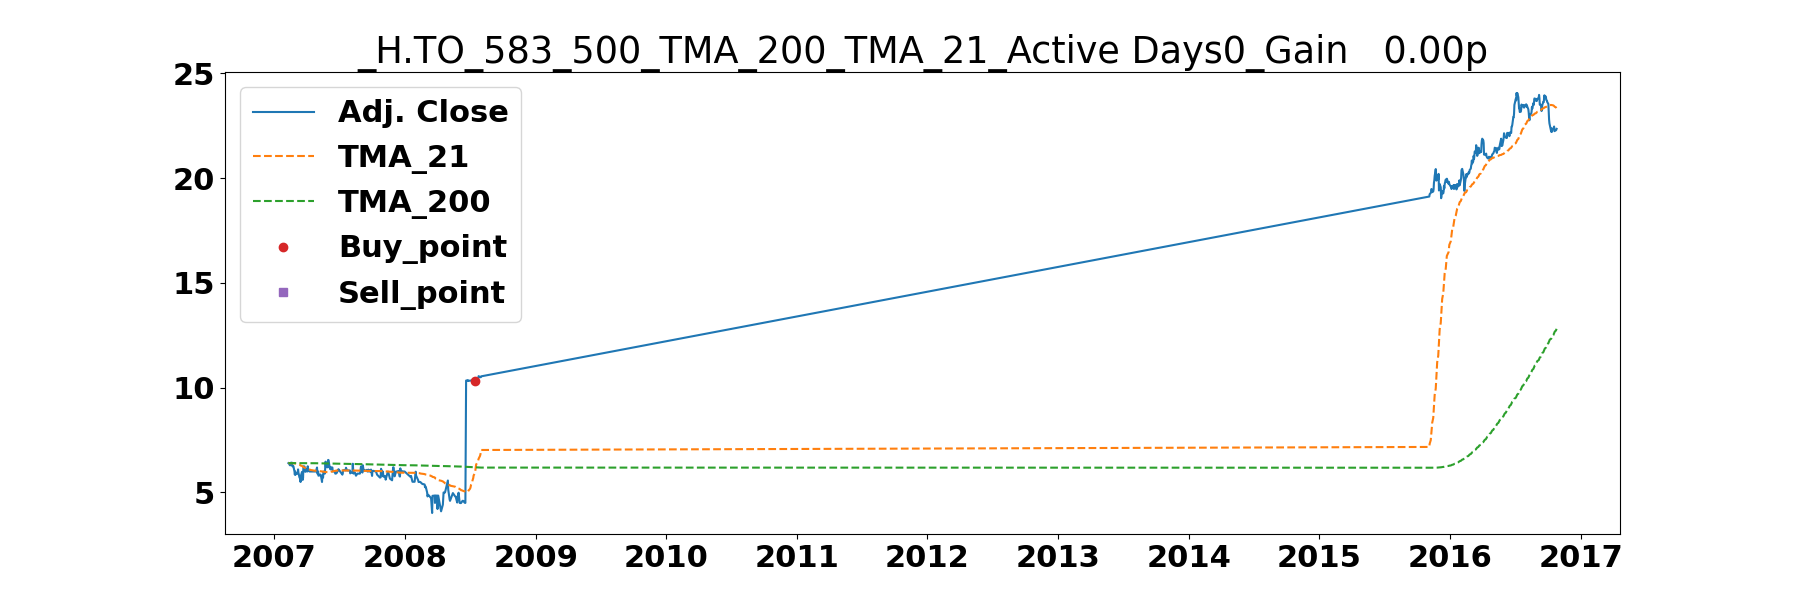 _H.TO_583_500_TMA_200_TMA_21_Active Days0_Gain   0.00p
25
20
15
10
5
Adj. Close
TMA_21
TMA_200
Buy_point
Sell_point
2007 2008 2009 2010 2011 2012 2013 2014 2015 2016 2017